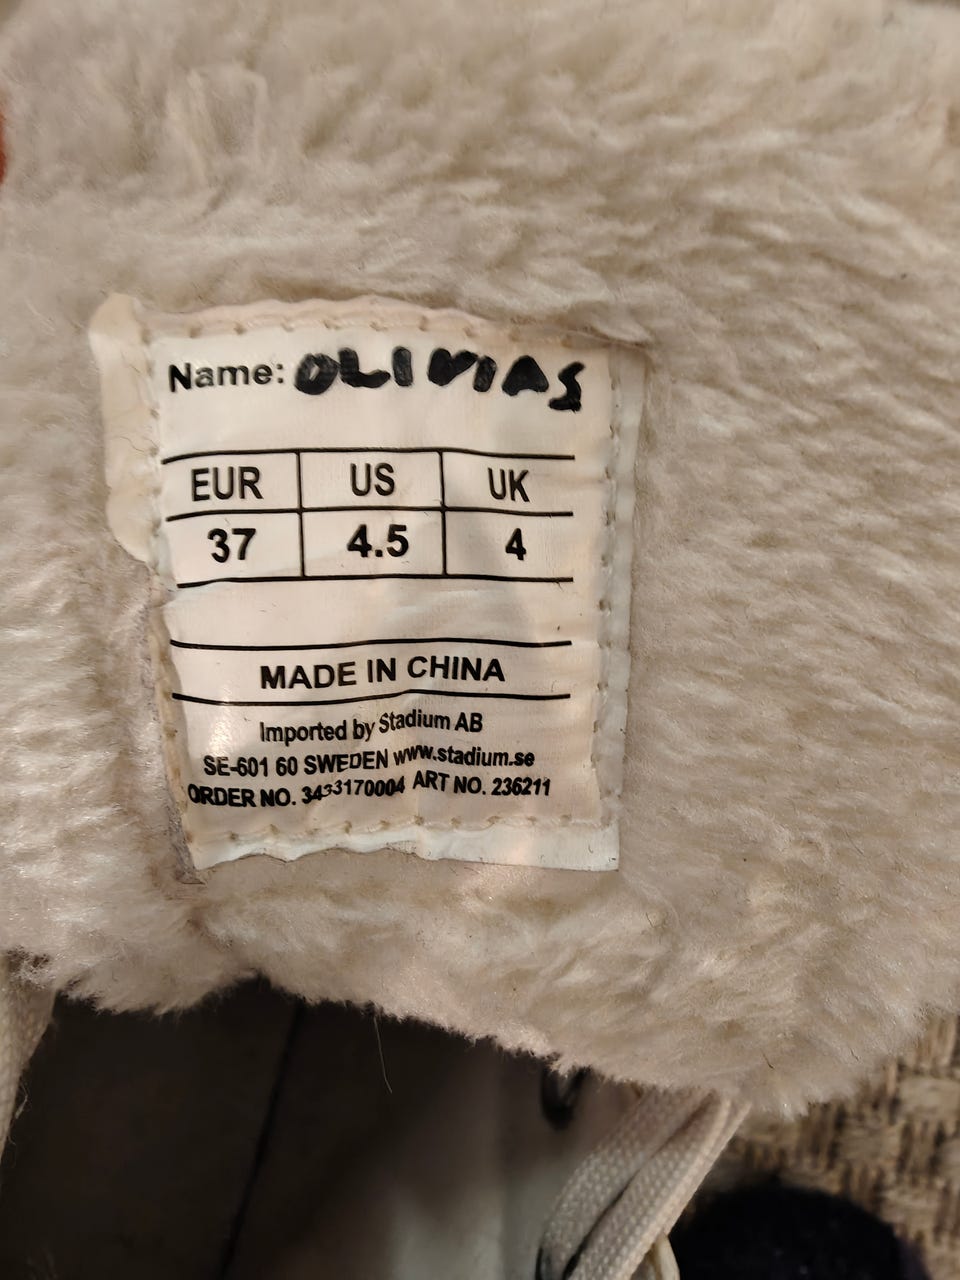 Name: OLIVIAS
EUR US UK
37 4.5 4
MADE IN CHINA
Imported by Stadium AB
SE-601 60 SWEDEN www.stadium.se
ORDER NO. 3433170004 ART NO. 236211